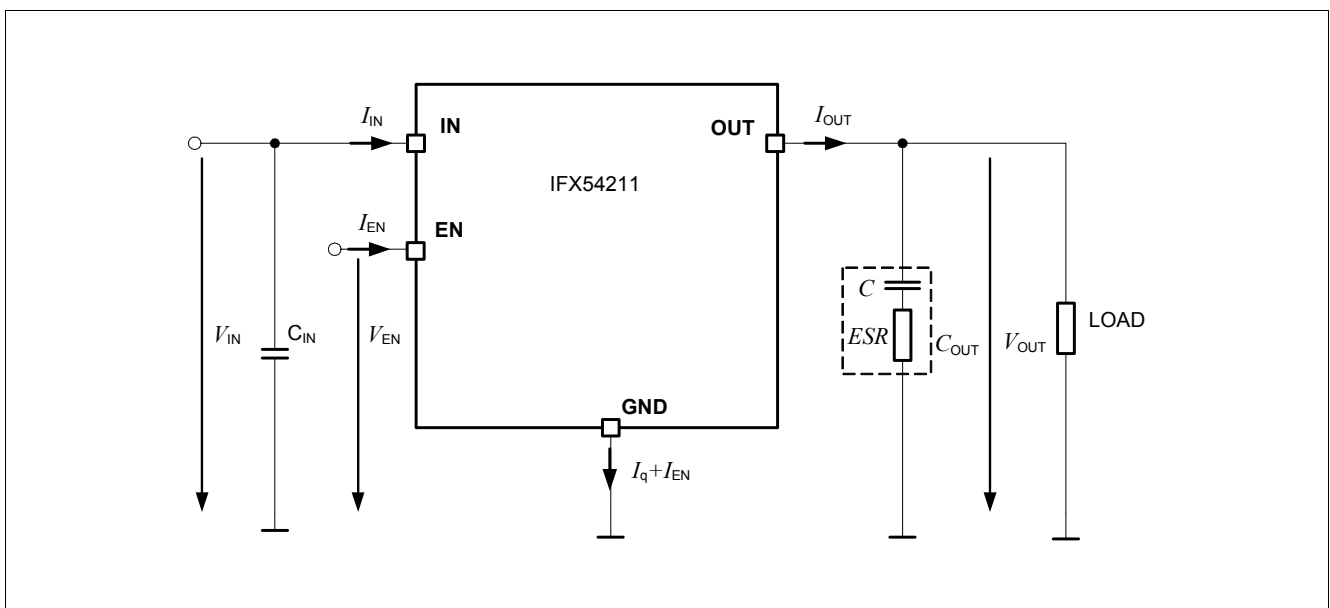 I_IN
IN
OUT
I_OUT
IFX54211
I_EN
EN
C
V_IN
C_IN
V_EN
ESR
C_OUT
V_OUT
LOAD
GND
I_q+I_EN